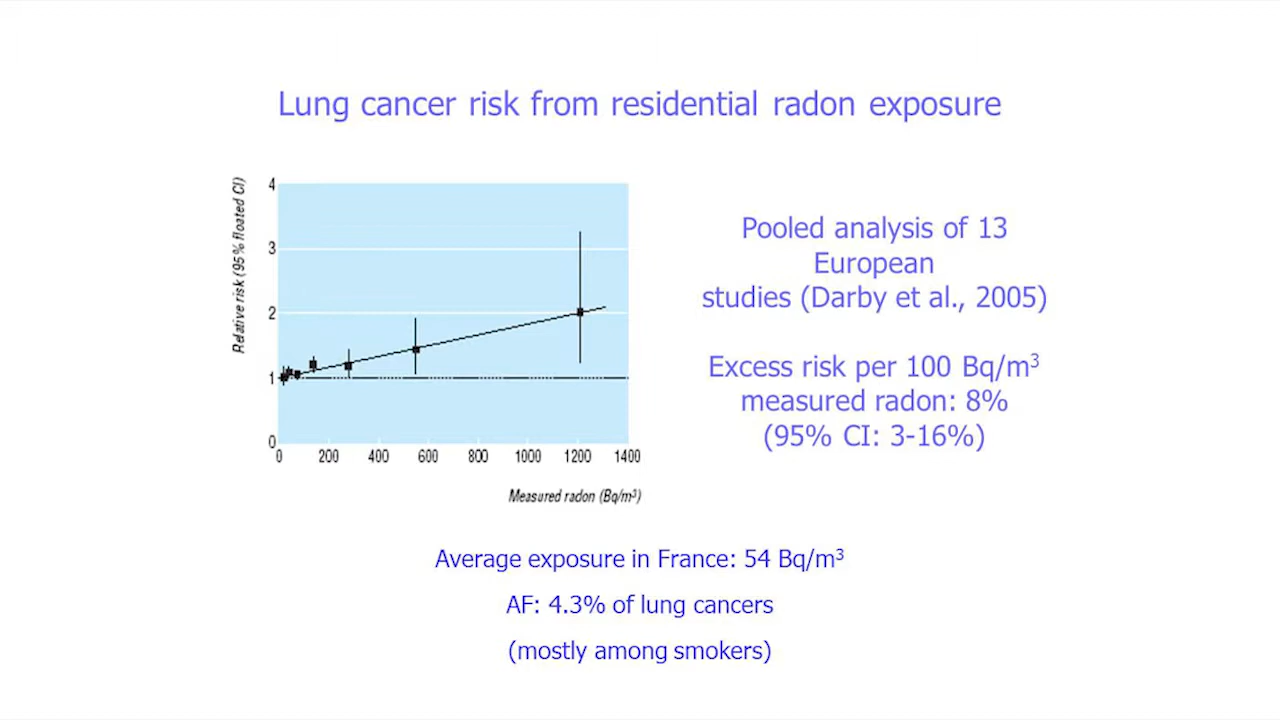 Lung cancer risk from residential radon exposure
Relative risk (95% floated CI)
4
3
2
1
0
0 200 400 600 800 1000 1200 1400
Measured radon (Bq/m³)
Pooled analysis of 13
European
studies (Darby et al., 2005)
Excess risk per 100 Bq/m³
measured radon: 8%
(95% CI: 3-16%)
Average exposure in France: 54 Bq/m³
AF: 4.3% of lung cancers
(mostly among smokers)